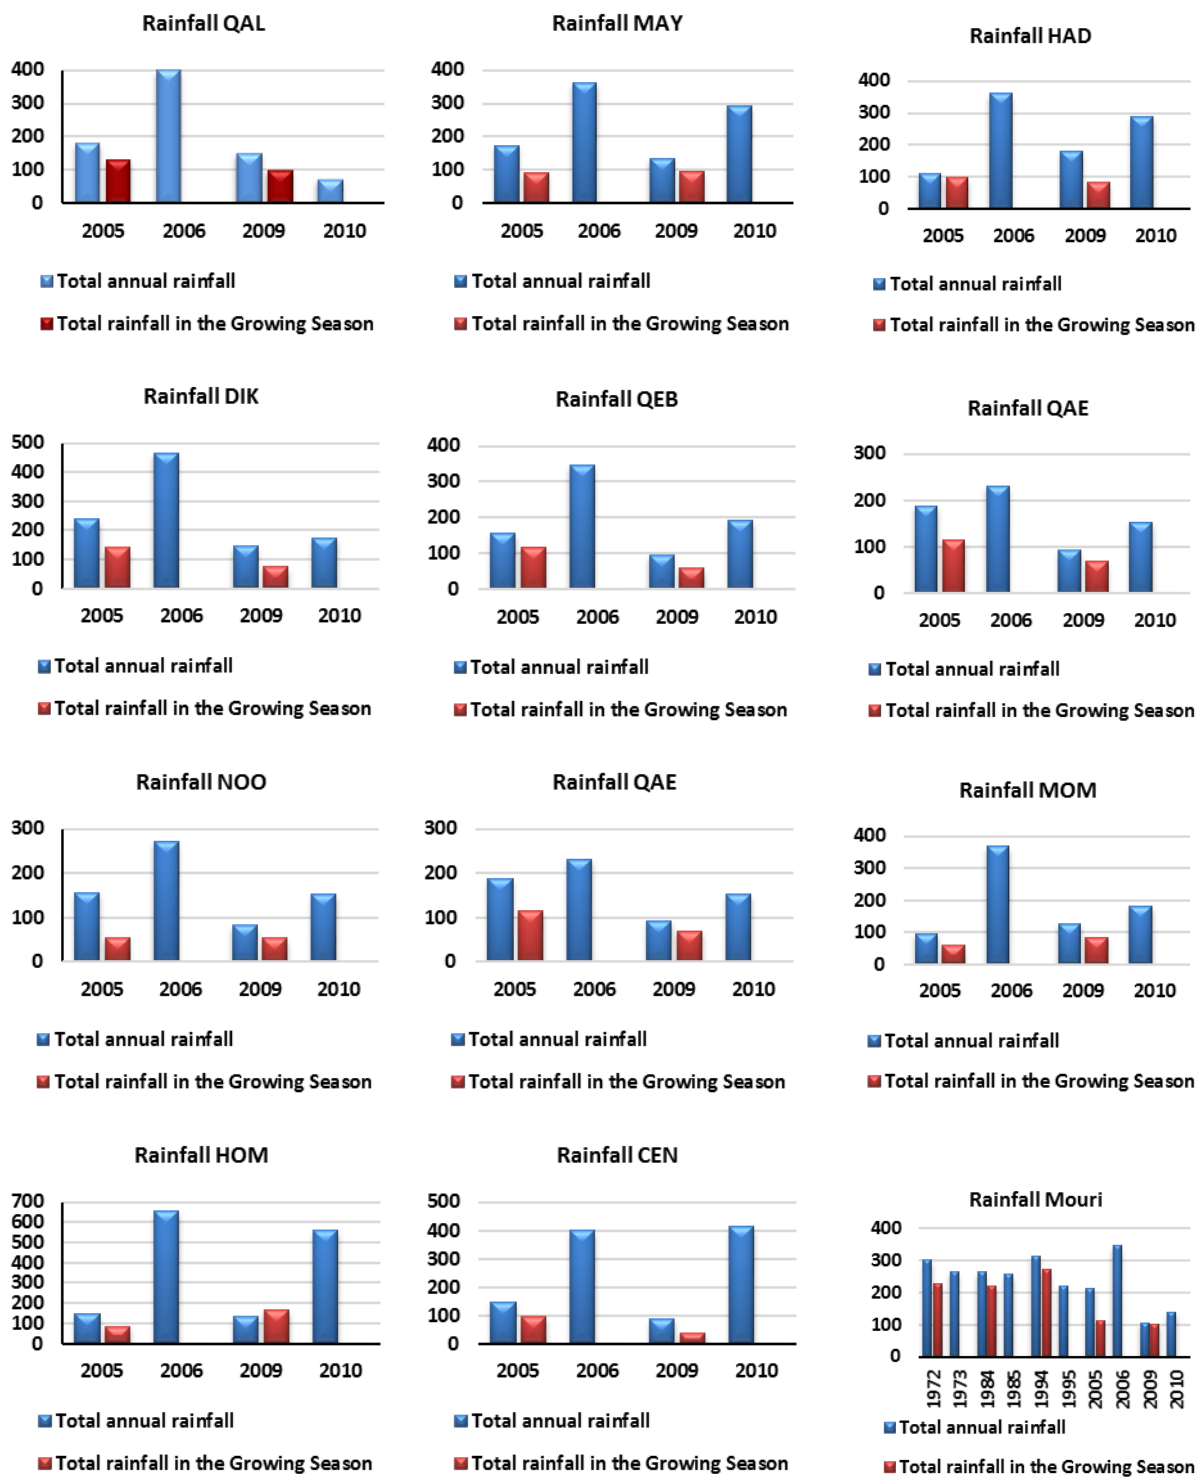 Rainfall QAL
400
300
200
100
0
2005 2006 2009 2010
Total annual rainfall
Total rainfall in the Growing Season
Rainfall MAY
400
300
200
100
0
2005 2006 2009 2010
Total annual rainfall
Total rainfall in the Growing Season
Rainfall HAD
400
300
200
100
0
2005 2006 2009 2010
Total annual rainfall
Total rainfall in the Growing Season
Rainfall DIK
500
400
300
200
100
0
2005 2006 2009 2010
Total annual rainfall
Total rainfall in the Growing Season
Rainfall QEB
400
300
200
100
0
2005 2006 2009 2010
Total annual rainfall
Total rainfall in the Growing Season
Rainfall QAE
300
200
100
0
2005 2006 2009 2010
Total annual rainfall
Total rainfall in the Growing Season
Rainfall NOO
300
200
100
0
2005 2006 2009 2010
Total annual rainfall
Total rainfall in the Growing Season
Rainfall QAE
300
200
100
0
2005 2006 2009 2010
Total annual rainfall
Total rainfall in the Growing Season
Rainfall MOM
400
300
200
100
0
2005 2006 2009 2010
Total annual rainfall
Total rainfall in the Growing Season
Rainfall HOM
700
600
500
400
300
200
100
0
2005 2006 2009 2010
Total annual rainfall
Total rainfall in the Growing Season
Rainfall CEN
500
400
300
200
100
0
2005 2006 2009 2010
Total annual rainfall
Total rainfall in the Growing Season
Rainfall Mouri
400
300
200
100
0
1972 1973 1984 1985 1994 1995 2005 2006 2009 2010
Total annual rainfall
Total rainfall in the Growing Season